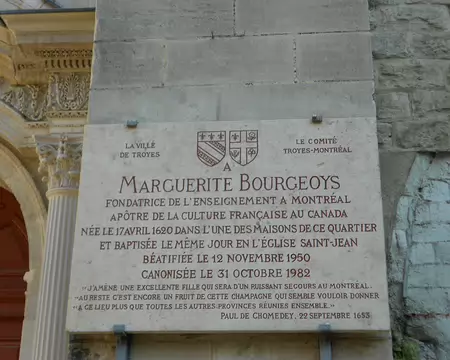 LA VILLE
DE TROYES
LE COMITÉ
TROYES-MONTRÉAL
A
MARGUERITE BOURGEOYS
FONDATRICE DE L'ENSEIGNEMENT A MONTRÉAL
APÔTRE DE LA CULTURE FRANÇAISE AU CANADA
NÉE LE 17 AVRIL 1620 DANS L'UNE DES MAISONS DE CE QUARTIER
ET BAPTISÉE LE MÊME JOUR EN L'ÉGLISE SAINT-JEAN
BÉATIFIÉE LE 12 NOVEMBRE 1950
CANONISÉE LE 31 OCTOBRE 1982
"J'AMÈNE UNE EXCELLENTE FILLE QUI SERA D'UN PUISSANT SECOURS AU MONTRÉAL.
"AU RESTE C'EST ENCORE UN FRUIT DE CETTE CHAMPAGNE QUI SEMBLE VOULOIR DONNER
"A CE LIEU PLUS QUE TOUTES LES AUTRES PROVINCES RÉUNIES ENSEMBLE."
PAUL DE CHOMEDEY, 22 SEPTEMBRE 1653